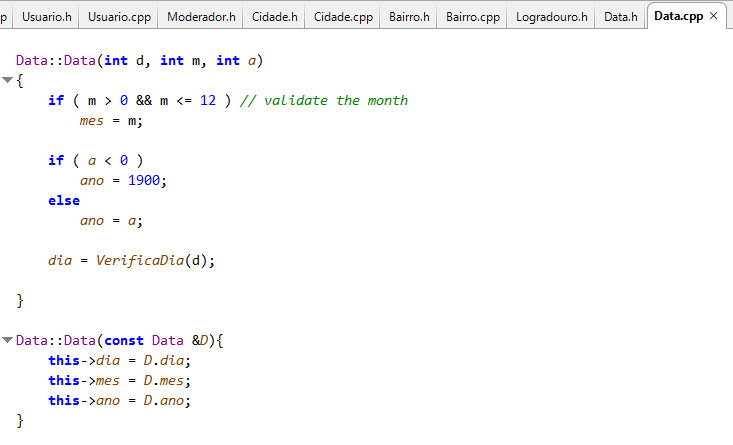 p Usuario.h Usuario.cpp Moderador.h Cidade.h Cidade.cpp Bairro.h Bairro.cpp Logradouro.h Data.h Data.cpp ×
Data::Data(int d, int m, int a)
{
    if ( m > 0 && m <= 12 ) // validate the month
        mes = m;
    if ( a < 0 )
        ano = 1900;
    else
        ano = a;
    dia = VerificaDia(d);
}
Data::Data(const Data &D){
    this->dia = D.dia;
    this->mes = D.mes;
    this->ano = D.ano;
}